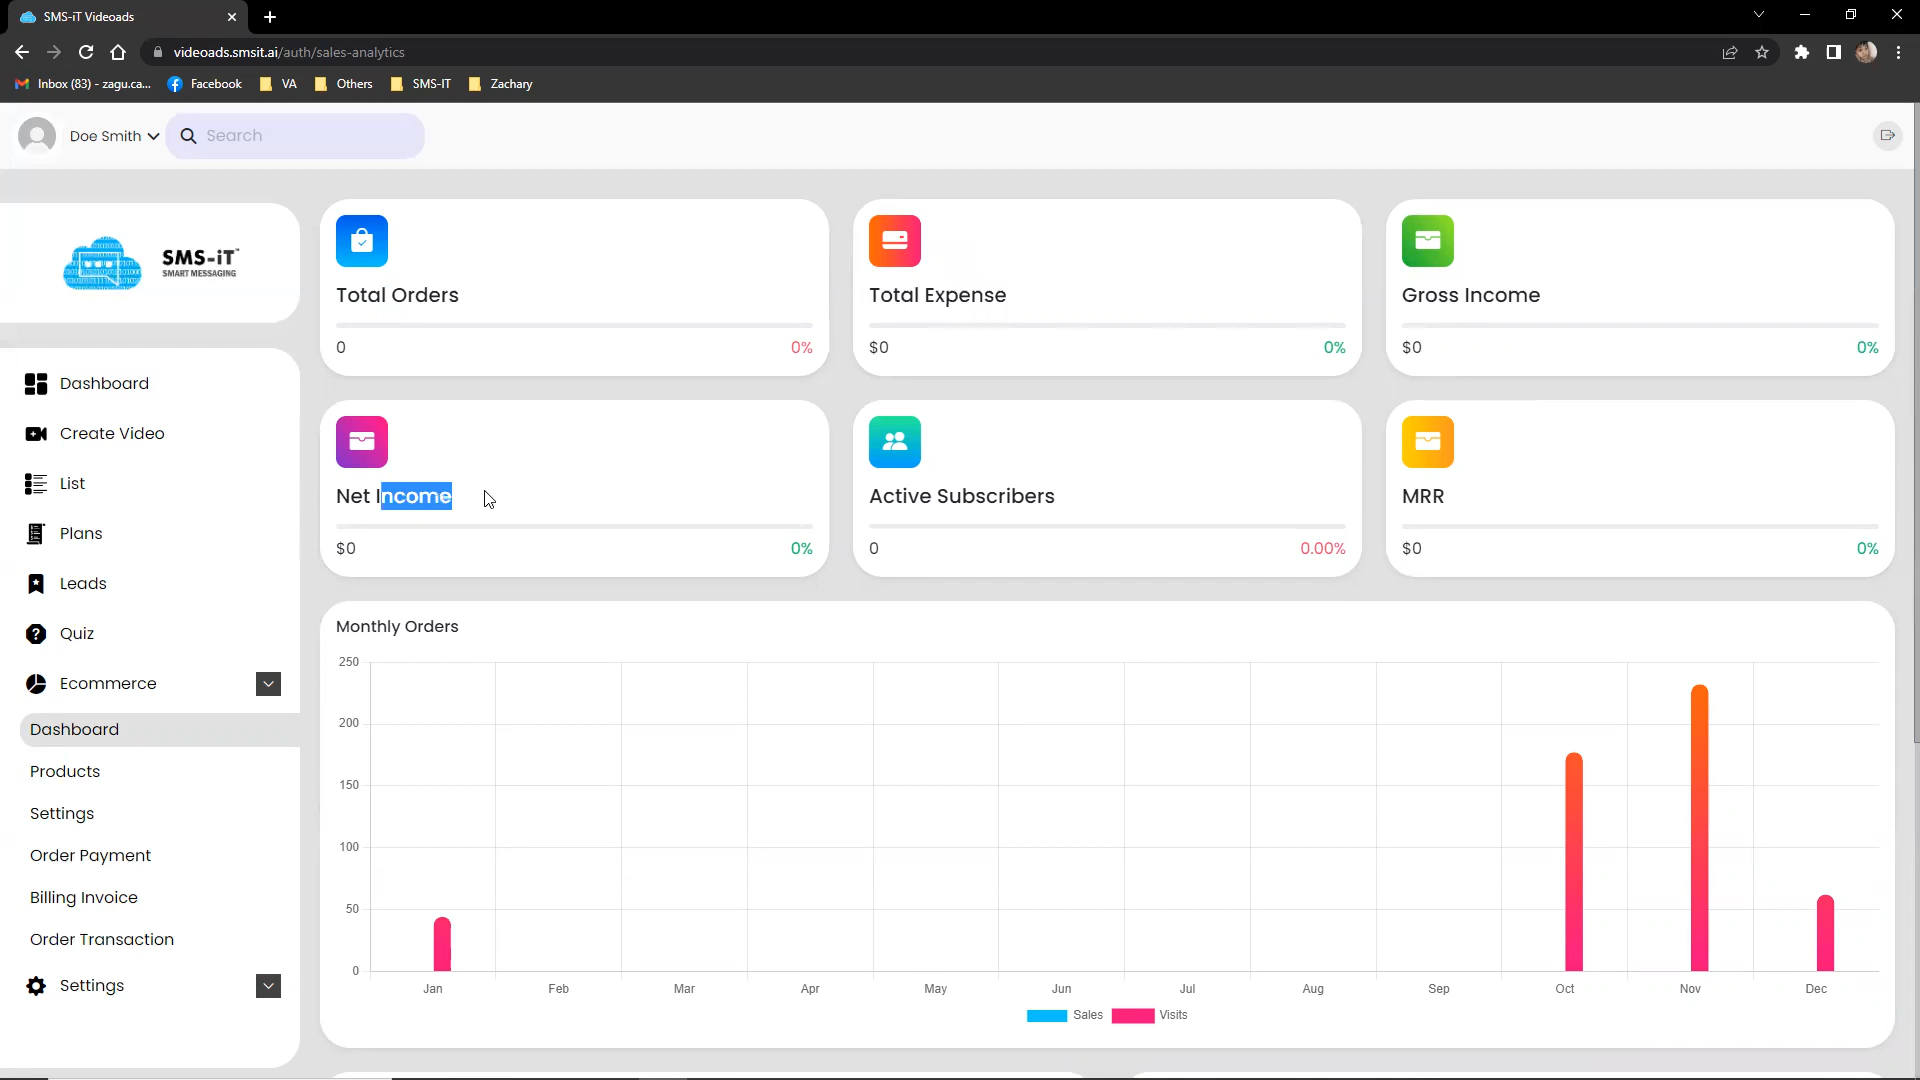 SMS-iT Videoads
videoads.smsit.ai/auth/sales-analytics
Inbox (83) - zagu.ca... Facebook VA Others SMS-IT Zachary
Doe Smith Search
SMS-iT™
SMART MESSAGING
Dashboard
Create Video
List
Plans
Leads
Quiz
Ecommerce
Dashboard
Products
Settings
Order Payment
Billing Invoice
Order Transaction
Settings
Total Orders
0 0%
Total Expense
$0 0%
Gross Income
$0 0%
Net Income
$0 0%
Active Subscribers
0 0.00%
MRR
$0 0%
Monthly Orders
250
200
150
100
50
0
Jan Feb Mar Apr May Jun Jul Aug Sep Oct Nov Dec
Sales Visits